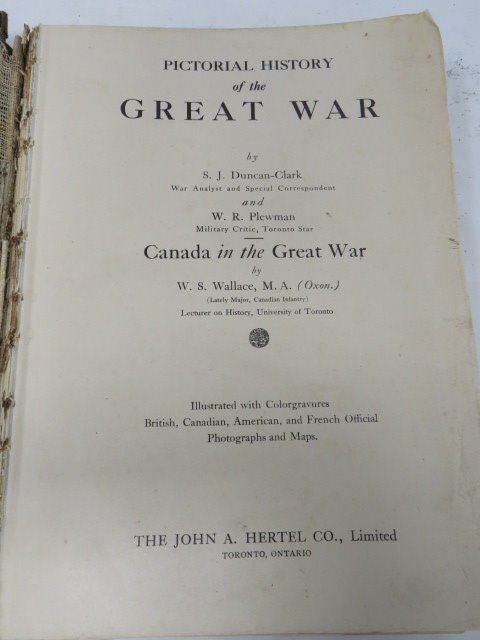 PICTORIAL HISTORY
of the
GREAT WAR
by
S. J. Duncan-Clark
War Analyst and Special Correspondent
and
W. R. Plewman
Military Critic, Toronto Star
Canada in the Great War
by
W. S. Wallace, M. A. (Oxon.)
(Lately Major, Canadian Infantry)
Lecturer on History, University of Toronto
Illustrated with Colorgravures
British, Canadian, American, and French Official
Photographs and Maps.
THE JOHN A. HERTEL CO., Limited
TORONTO, ONTARIO